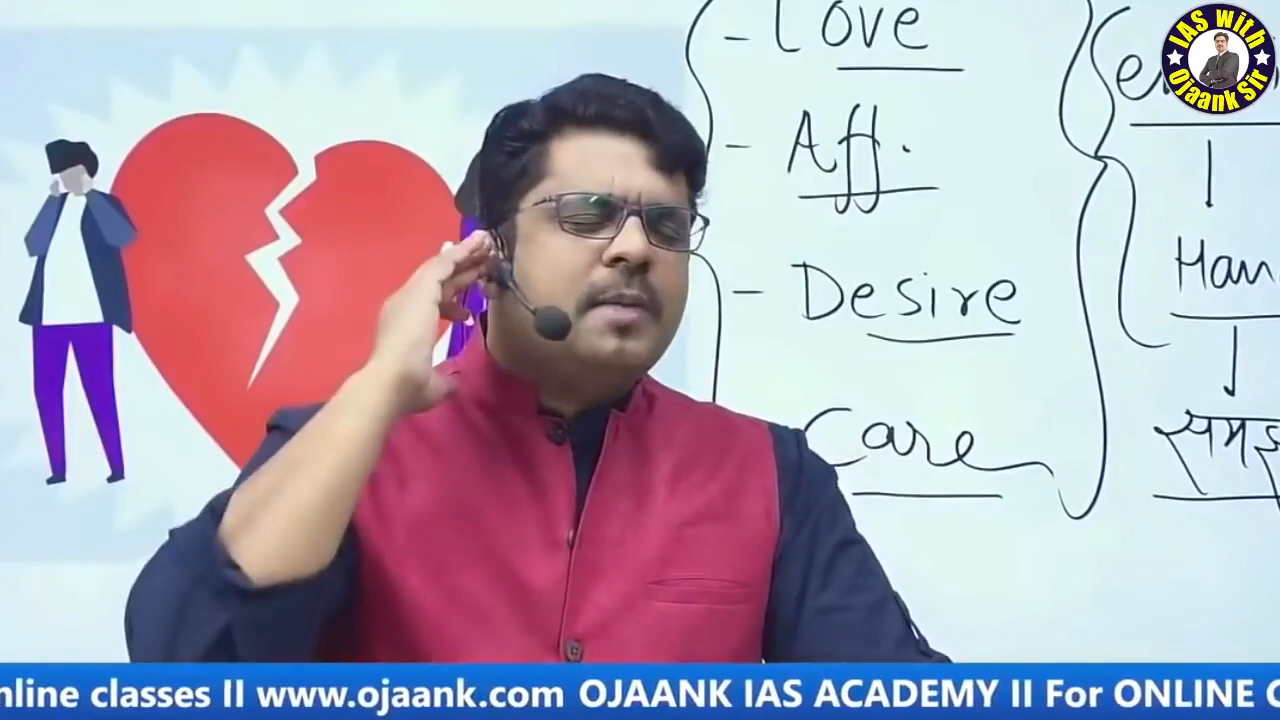 - Love
- Aff.
- Desire
Care
IAS with
Ojaank Sir
nline classes II www.ojaank.com OJAANK IAS ACADEMY II For ONLINE